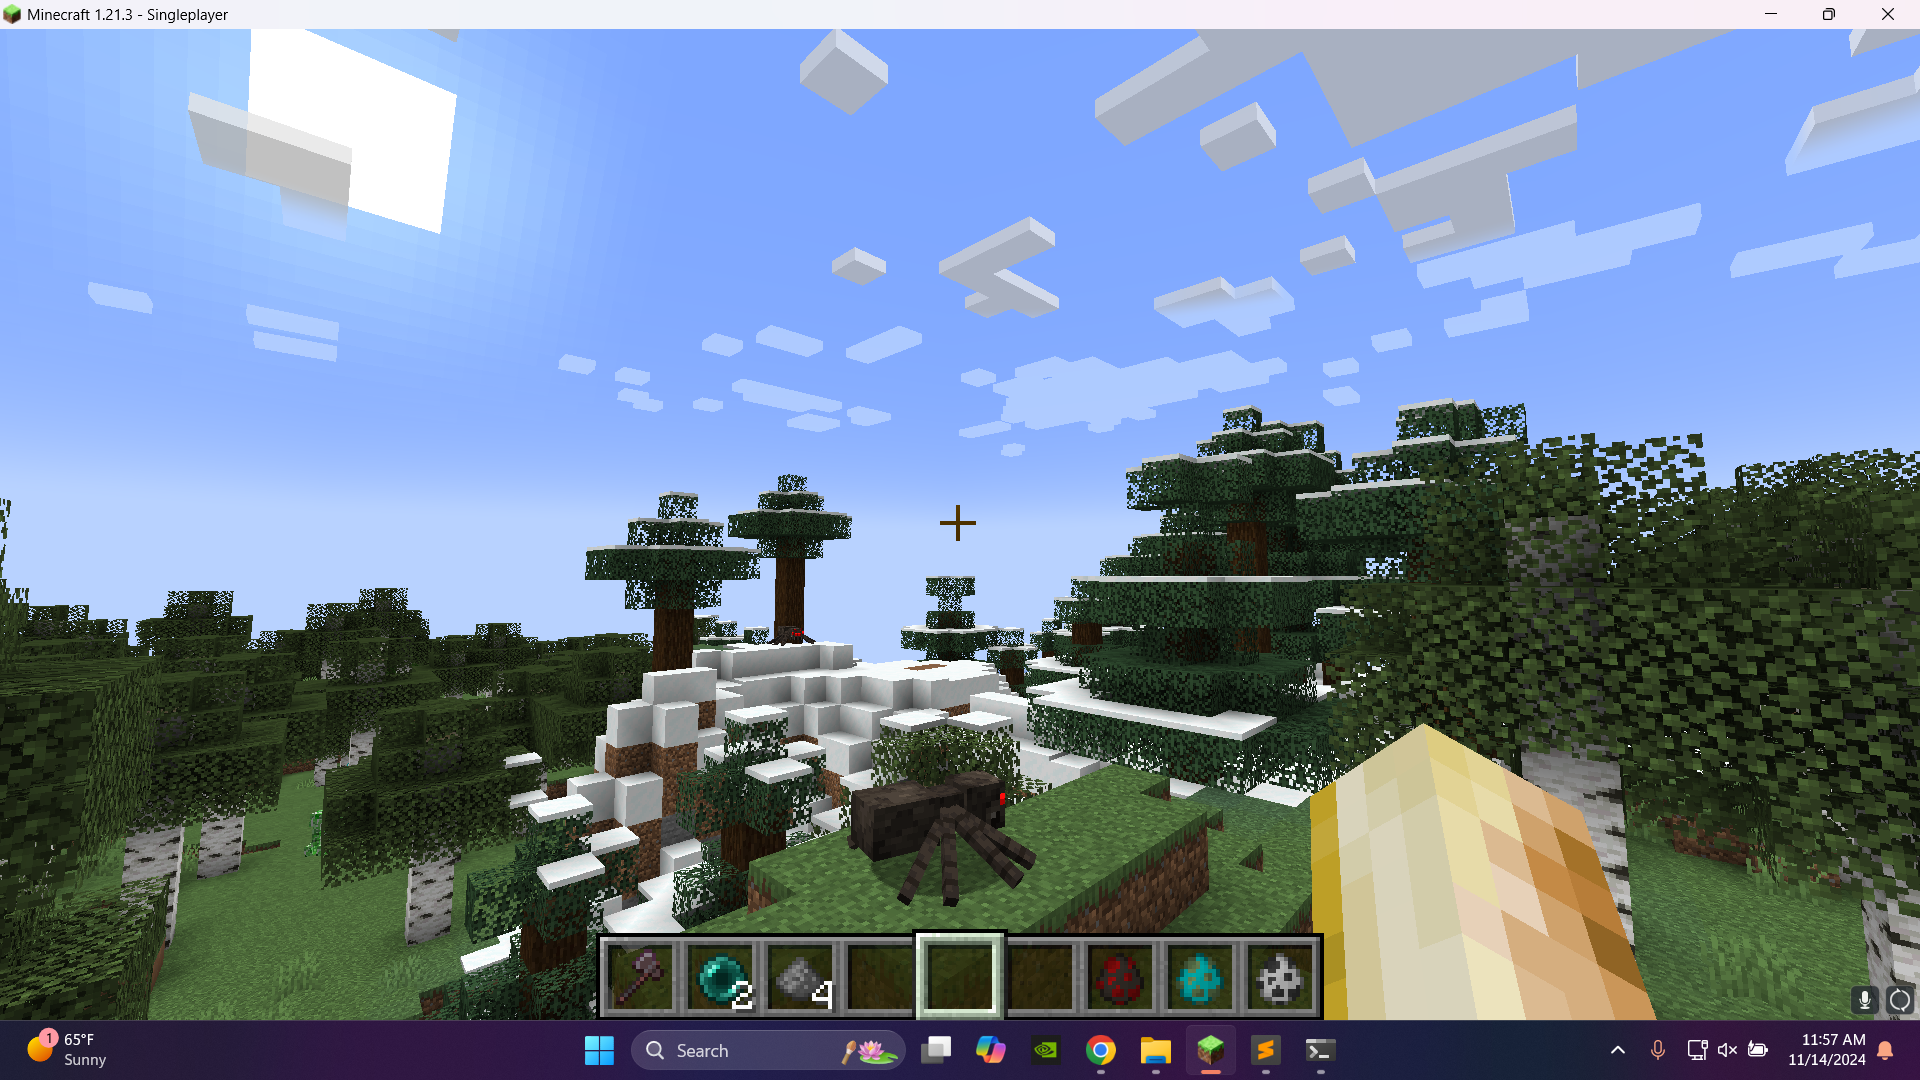 Minecraft 1.21.3 - Singleplayer
2
4
1
65°F
Sunny
Search
11:57 AM
11/14/2024